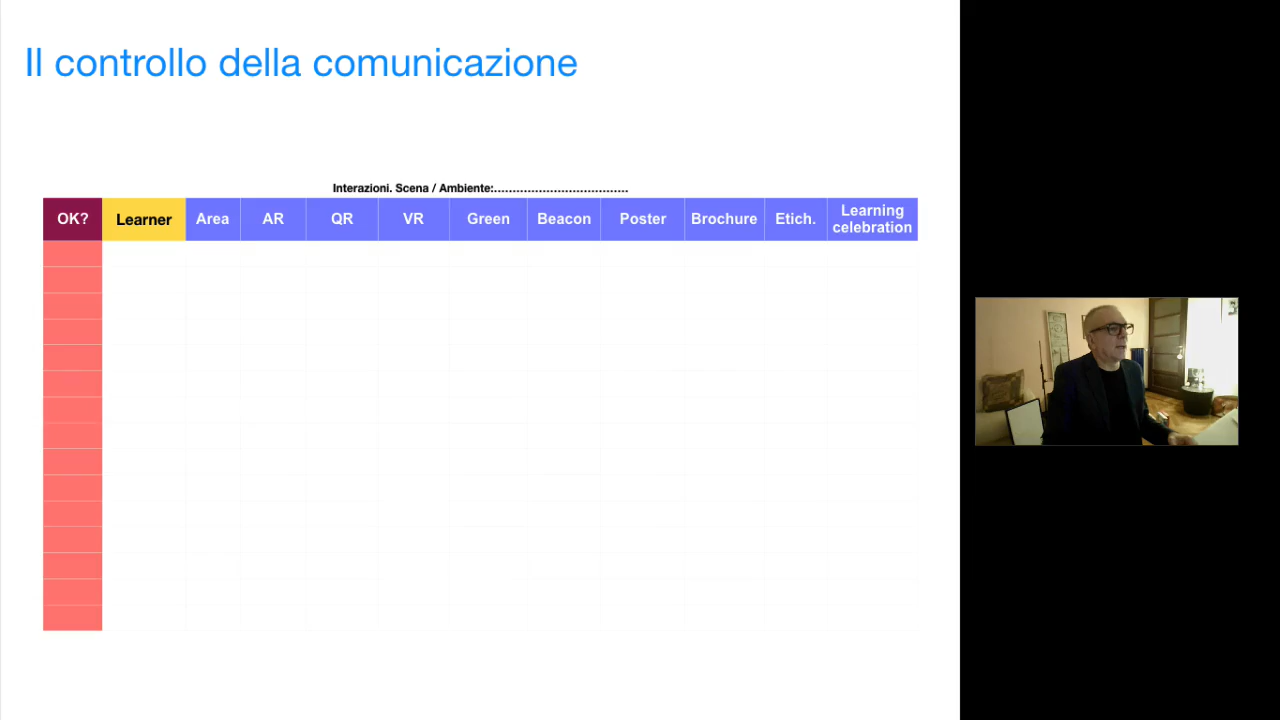 Il controllo della comunicazione
Interazioni. Scena / Ambiente:...................................
OK? Learner Area AR QR VR Green Beacon Poster Brochure Etich. Learning celebration